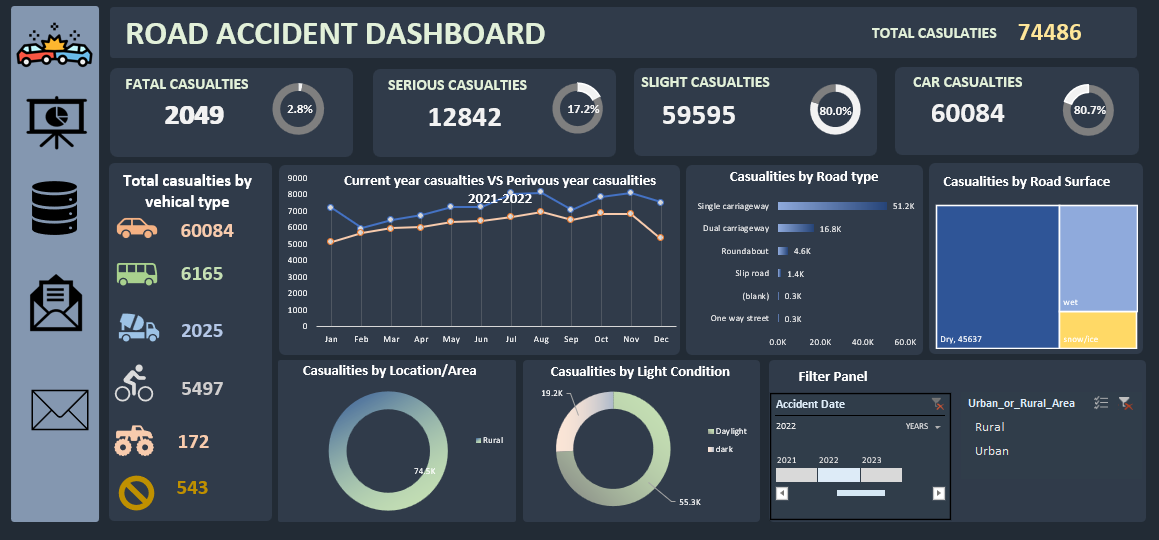 ROAD ACCIDENT DASHBOARD
TOTAL CASULATIES 74486
FATAL CASUALTIES
2049
2.8%
SERIOUS CASUALTIES
12842
17.2%
SLIGHT CASUALTIES
59595
80.0%
CAR CASUALTIES
60084
80.7%
Total casualties by
vehical type
60084
6165
2025
5497
172
543
Current year casualties VS Perivous year casualities
2021-2022
9000
8000
7000
6000
5000
4000
3000
2000
1000
0
Jan Feb Mar Apr May Jun Jul Aug Sep Oct Nov Dec
Casualties by Road type
Single carriageway 51.2K
Dual carriageway 16.8K
Roundabout 4.6K
Slip road 1.4K
(blank) 0.3K
One way street 0.3K
0.0K 20.0K 40.0K 60.0K
Casualties by Road Surface
wet
Dry, 45637
snow/ice
Casualties by Location/Area
Rural
74.5K
Casualties by Light Condition
19.2K
Daylight
dark
55.3K
Filter Panel
Accident Date
2022 YEARS
2021 2022 2023
Urban_or_Rural_Area
Rural
Urban